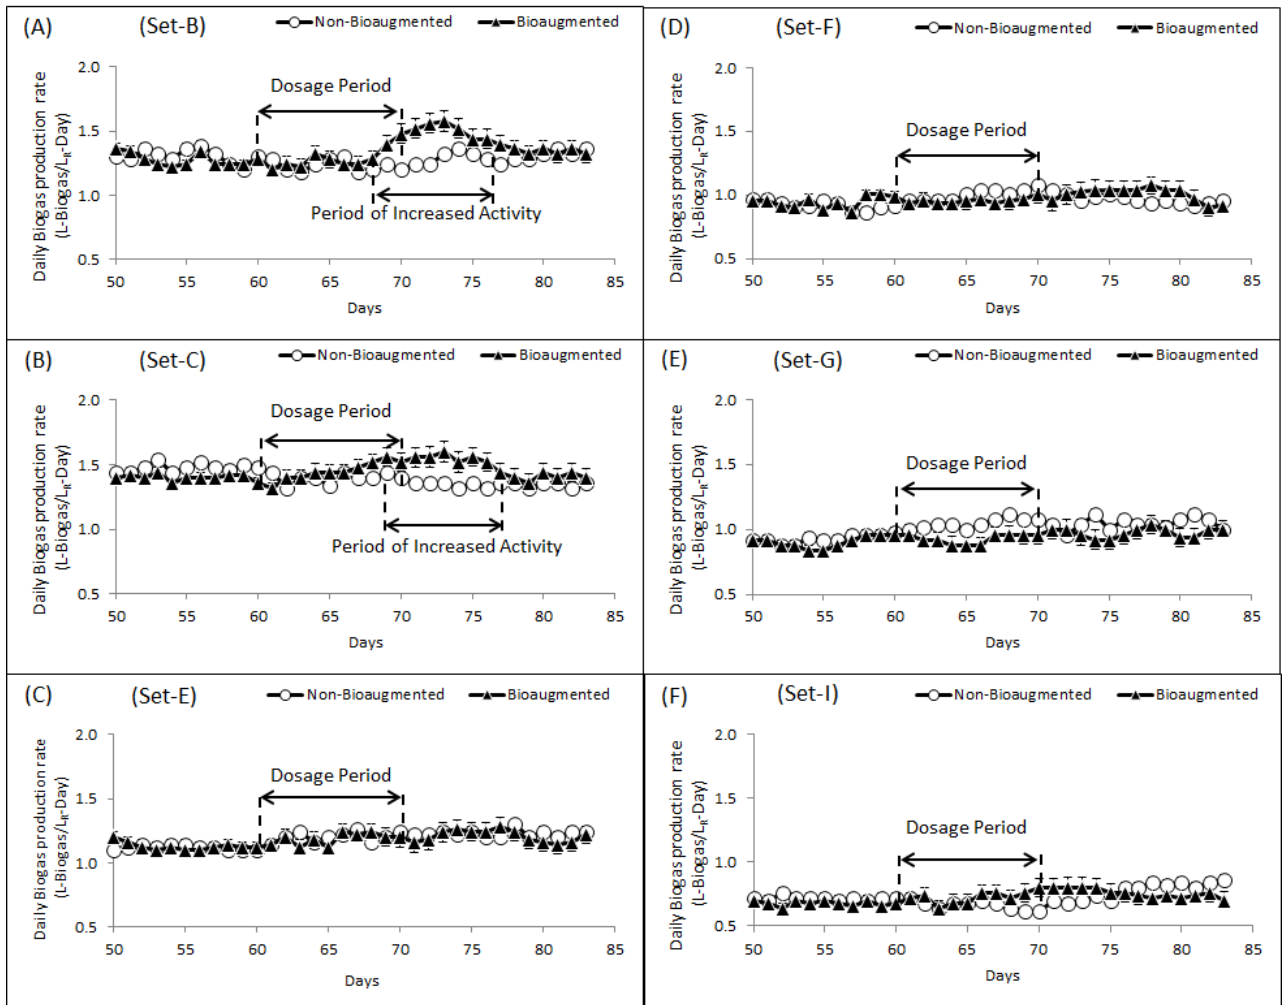 (A)
(Set-B)
Non-Bioaugmented
Bioaugmented
Daily Biogas production rate
(L-Biogas/LR-Day)
2.0
1.5
1.0
0.5
Dosage Period
Period of Increased Activity
50 55 60 65 70 75 80 85
Days
(B)
(Set-C)
Non-Bioaugmented
Bioaugmented
Daily Biogas production rate
(L-Biogas/LR-Day)
2.0
1.5
1.0
0.5
Dosage Period
Period of Increased Activity
50 55 60 65 70 75 80 85
Days
(C)
(Set-E)
Non-Bioaugmented
Bioaugmented
Daily Biogas production rate
(L-Biogas/LR-Day)
2.0
1.5
1.0
0.5
Dosage Period
50 55 60 65 70 75 80 85
Days
(D)
(Set-F)
Non-Bioaugmented
Bioaugmented
Daily Biogas production rate
(L-Biogas/LR-Day)
2.0
1.5
1.0
0.5
Dosage Period
50 55 60 65 70 75 80 85
Days
(E)
(Set-G)
Non-Bioaugmented
Bioaugmented
Daily Biogas production rate
(L-Biogas/LR-Day)
2.0
1.5
1.0
0.5
Dosage Period
50 55 60 65 70 75 80 85
Days
(F)
(Set-I)
Non-Bioaugmented
Bioaugmented
Daily Biogas production rate
(L-Biogas/LR-Day)
2.0
1.5
1.0
0.5
Dosage Period
50 55 60 65 70 75 80 85
Days